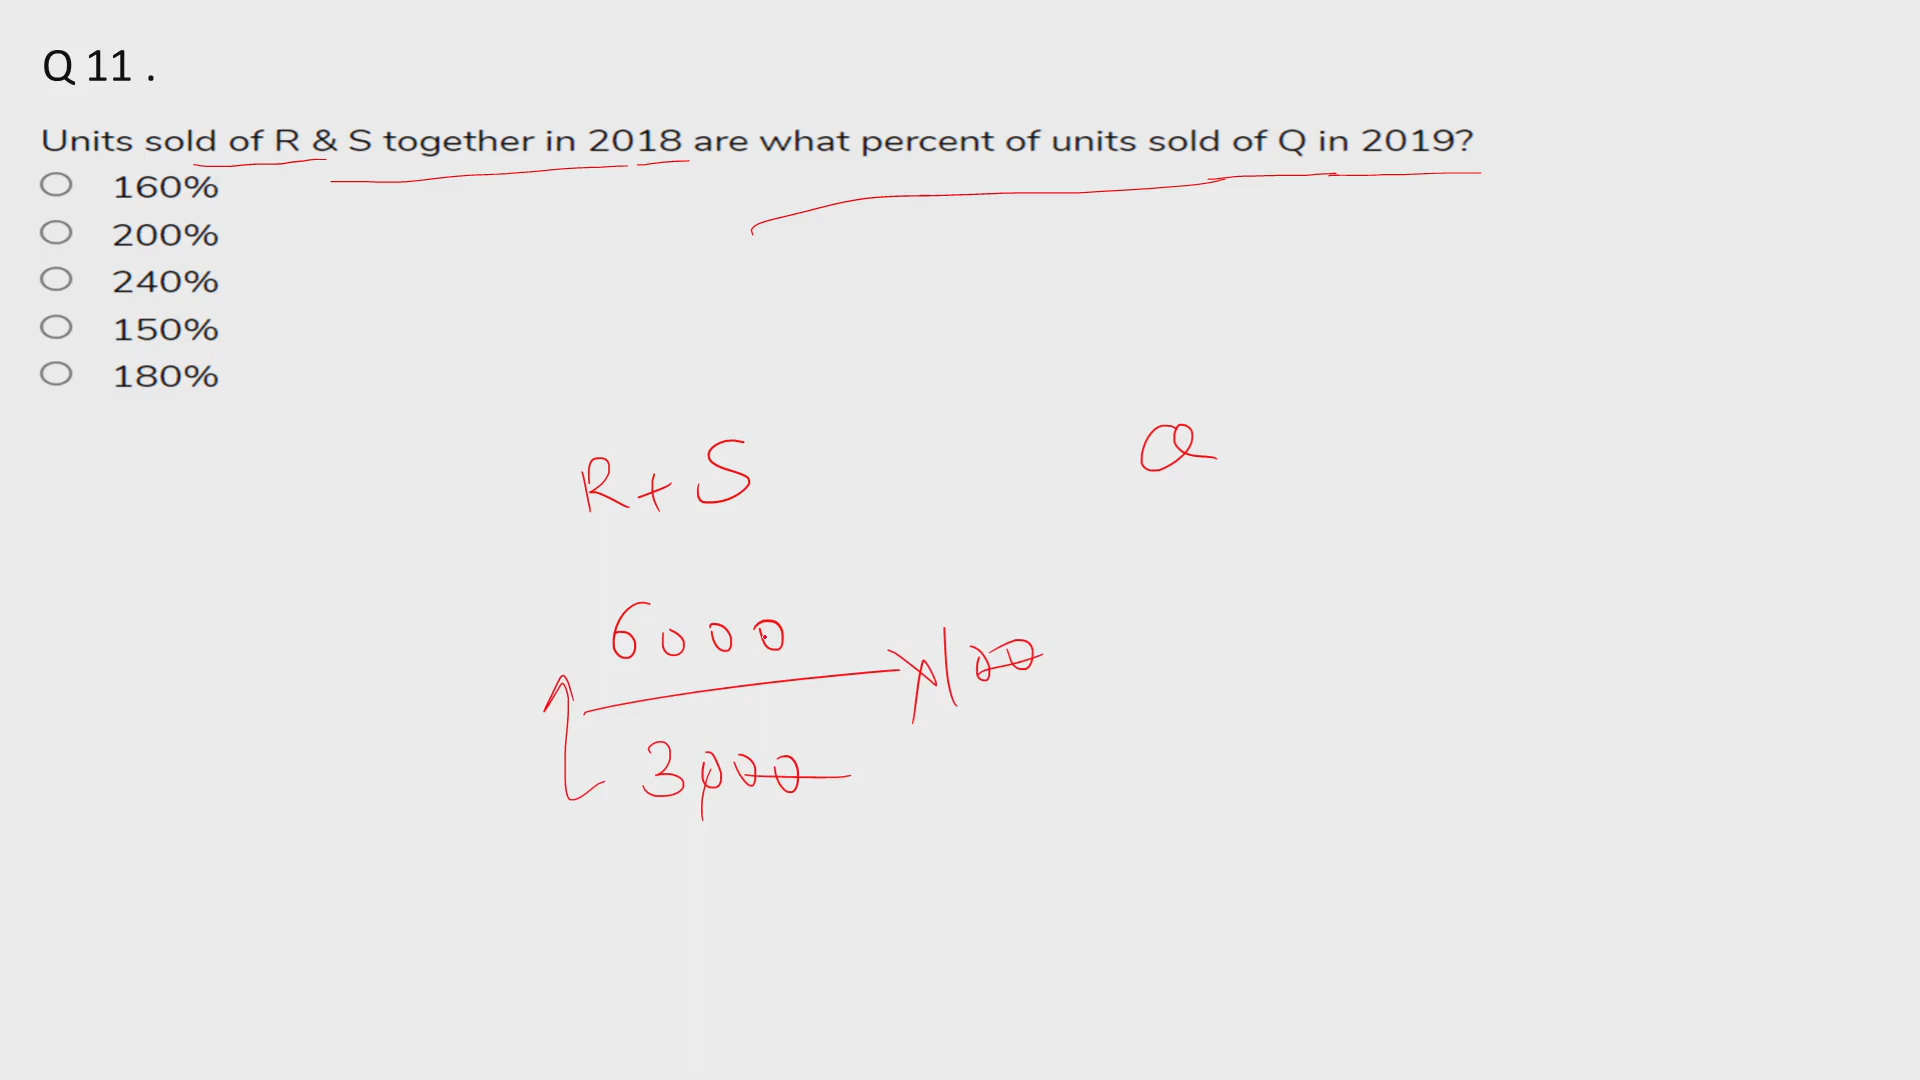 Q 11 .
Units sold of R & S together in 2018 are what percent of units sold of Q in 2019?
160%
200%
240%
150%
180%
R + S
Q
6000
×100
3000